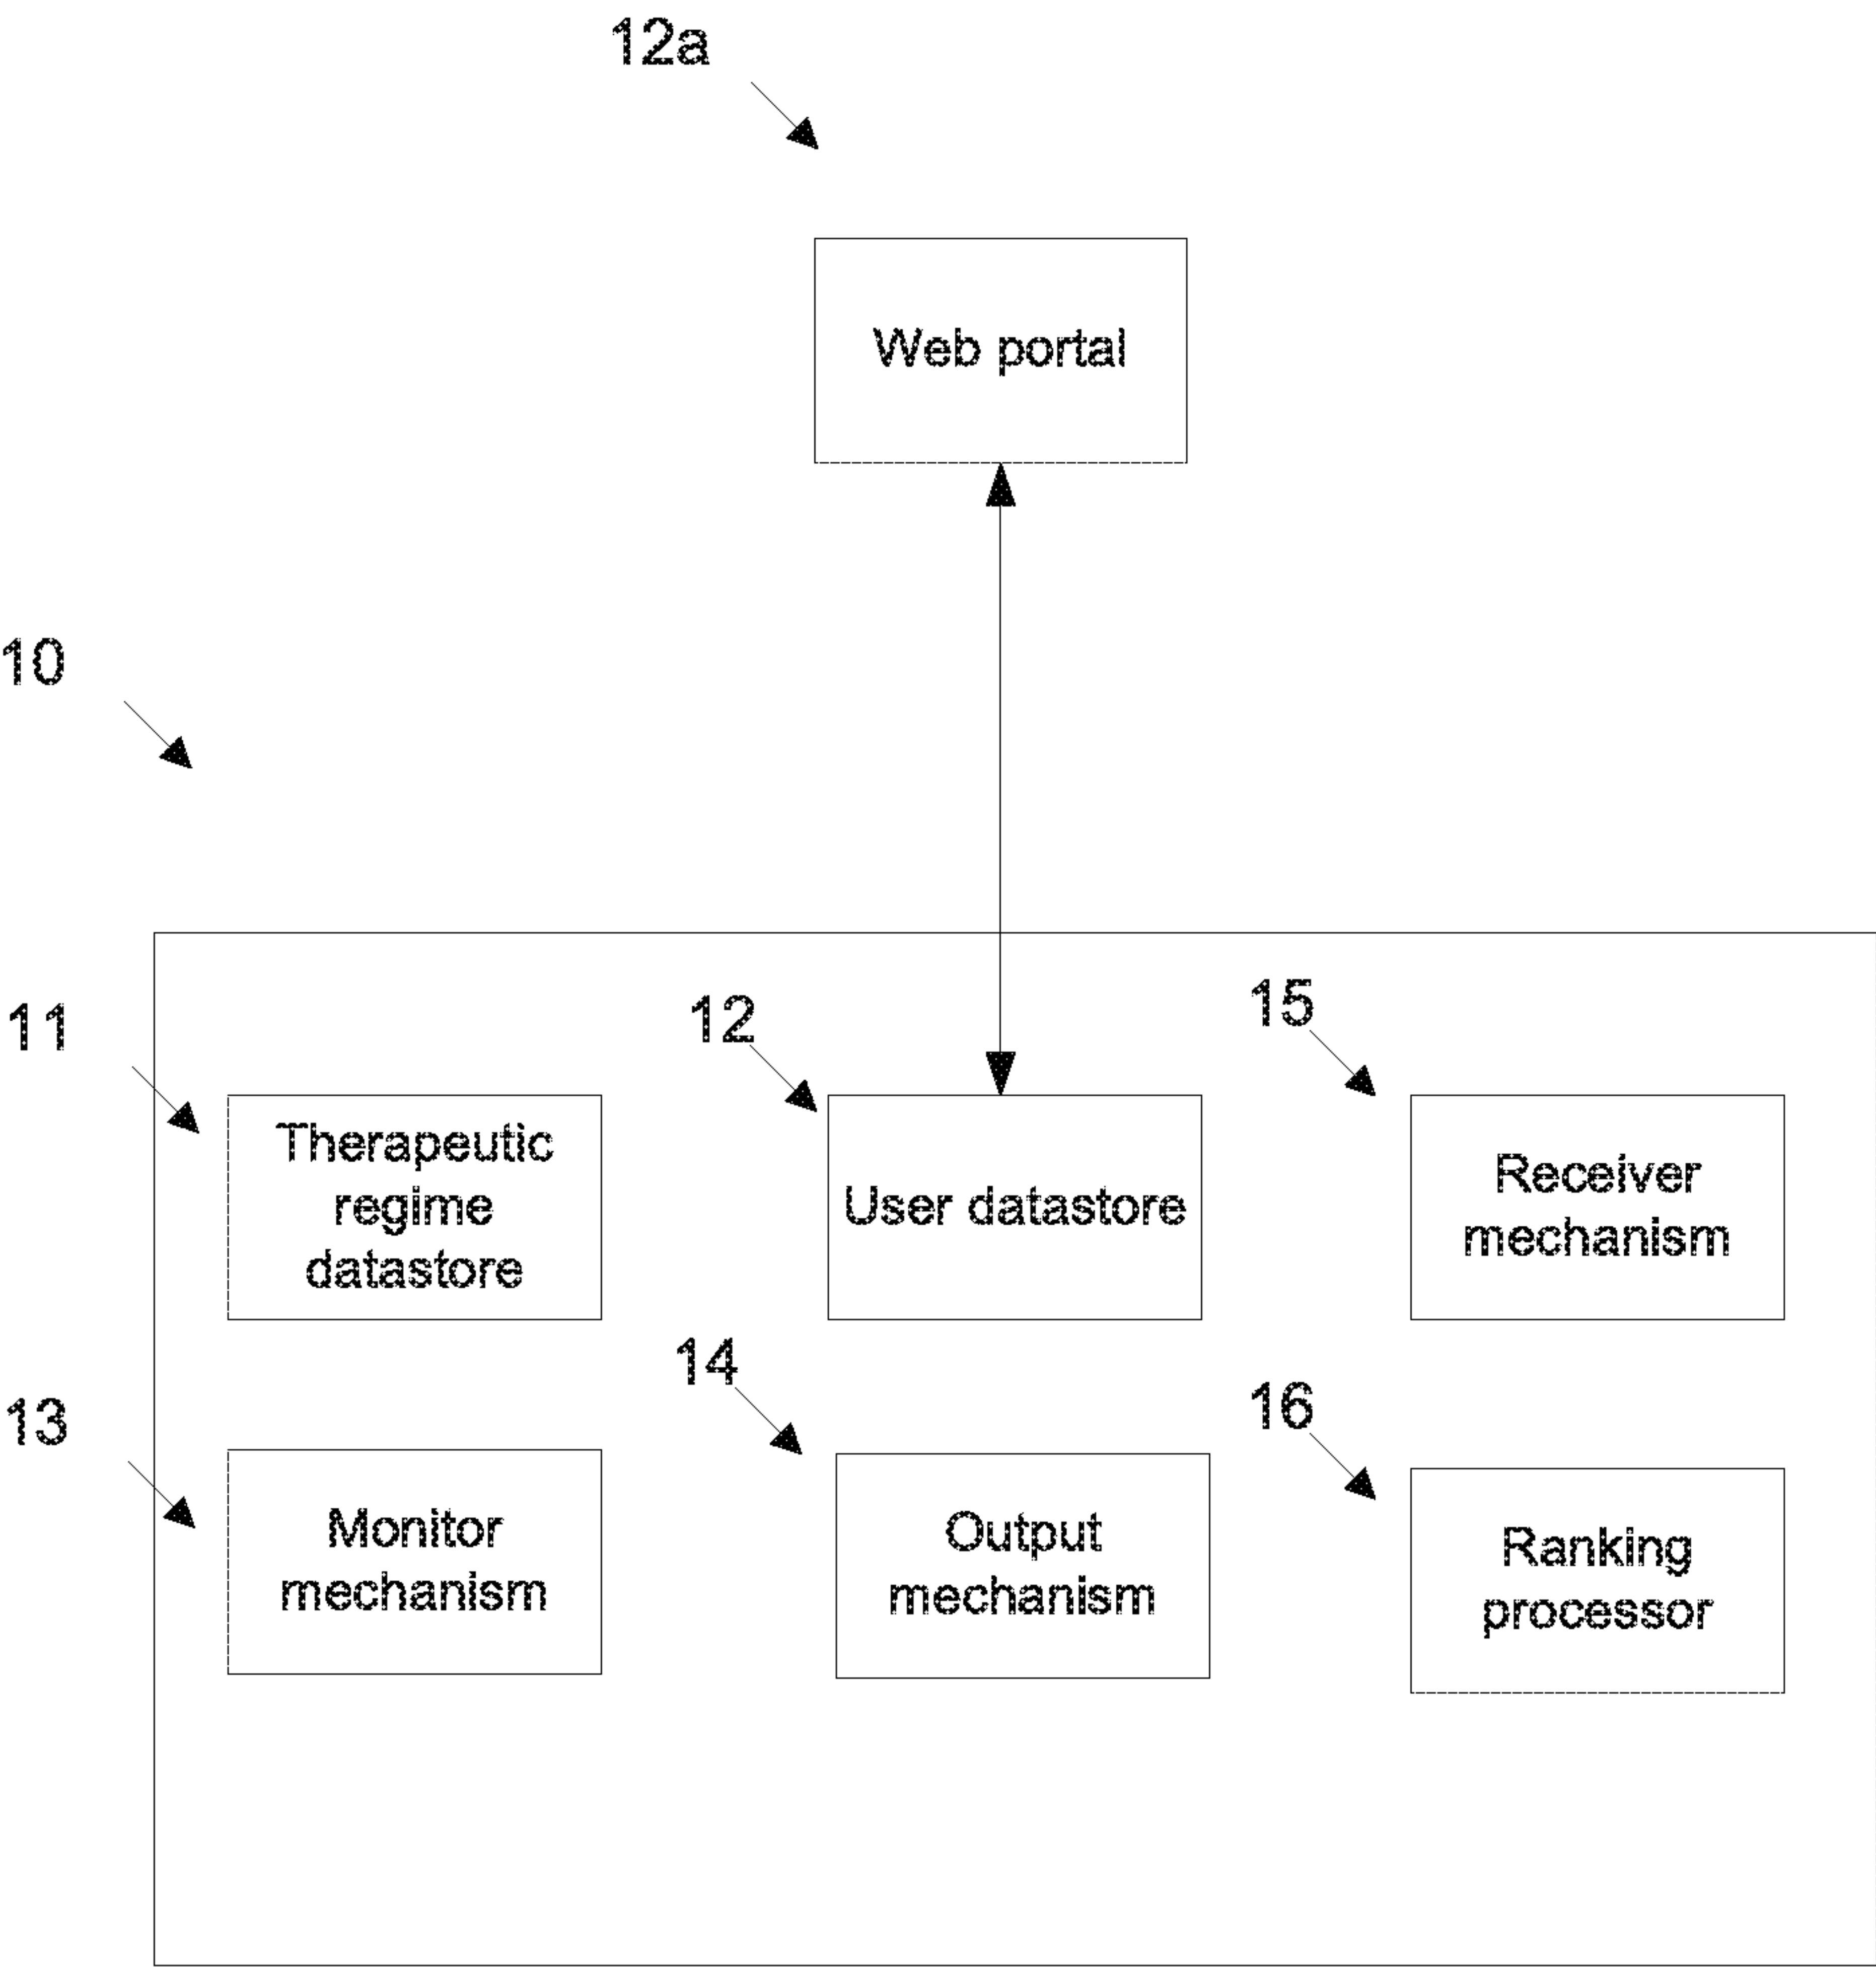 12a
Web portal
10
11
12
15
Therapeutic
regime
datastore
User datastore
Receiver
mechanism
13
14
16
Monitor
mechanism
Output
mechanism
Ranking
processor